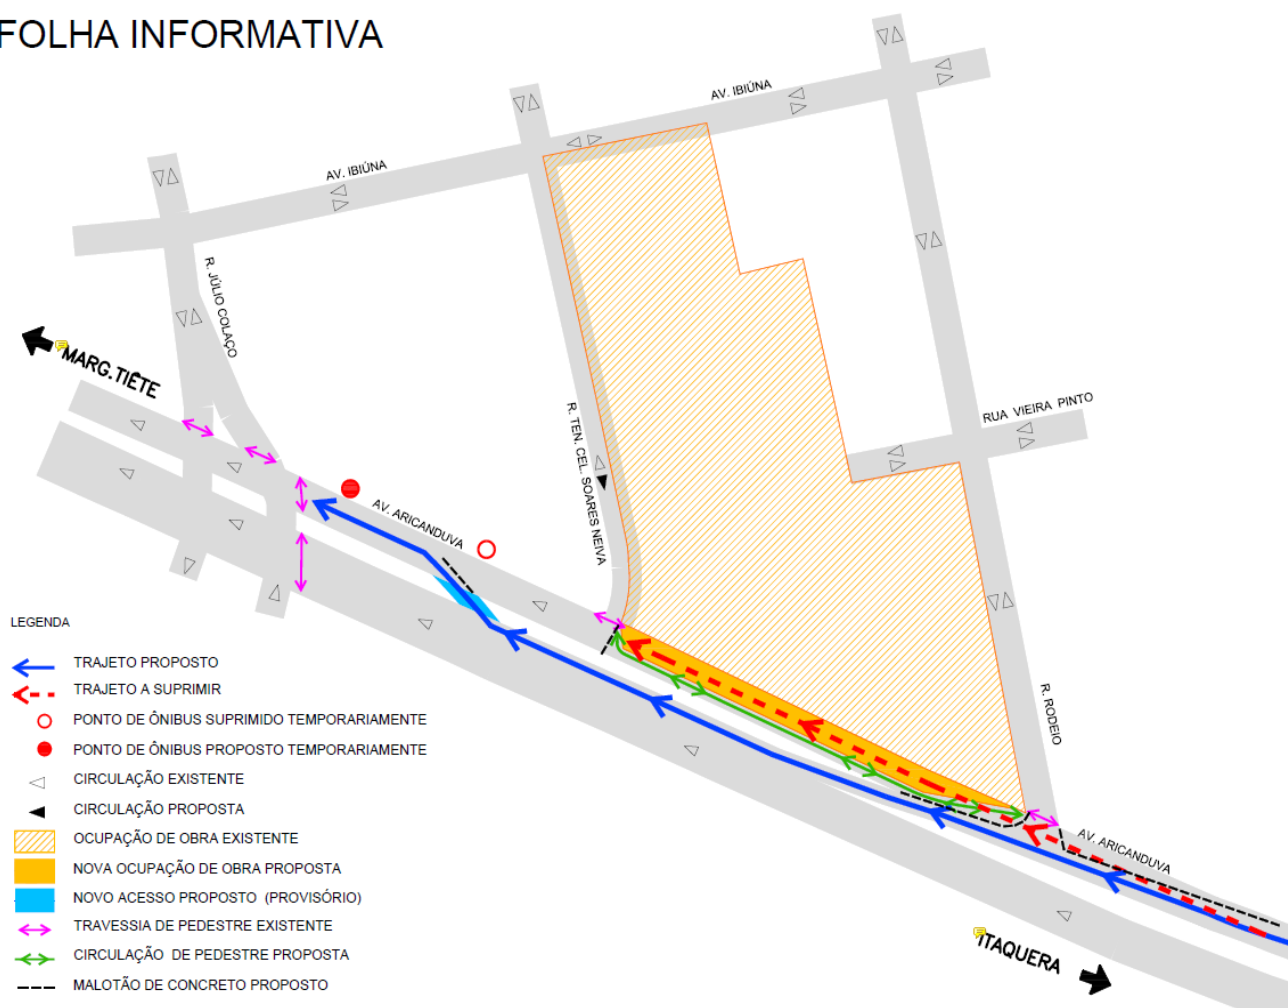 FOLHA INFORMATIVA
AV. IBIÚNA
AV. IBIÚNA
R. JÚLIO COLAÇO
MARG.TIÊTE
RUA VIEIRA PINTO
R. TEN. CEL. SOARES NEIVA
AV. ARICANDUVA
R. RODEIO
AV. ARICANDUVA
ITAQUERA
LEGENDA
TRAJETO PROPOSTO
TRAJETO A SUPRIMIR
PONTO DE ÔNIBUS SUPRIMIDO TEMPORARIAMENTE
PONTO DE ÔNIBUS PROPOSTO TEMPORARIAMENTE
CIRCULAÇÃO EXISTENTE
CIRCULAÇÃO PROPOSTA
OCUPAÇÃO DE OBRA EXISTENTE
NOVA OCUPAÇÃO DE OBRA PROPOSTA
NOVO ACESSO PROPOSTO (PROVISÓRIO)
TRAVESSIA DE PEDESTRE EXISTENTE
CIRCULAÇÃO DE PEDESTRE PROPOSTA
MALOTÃO DE CONCRETO PROPOSTO